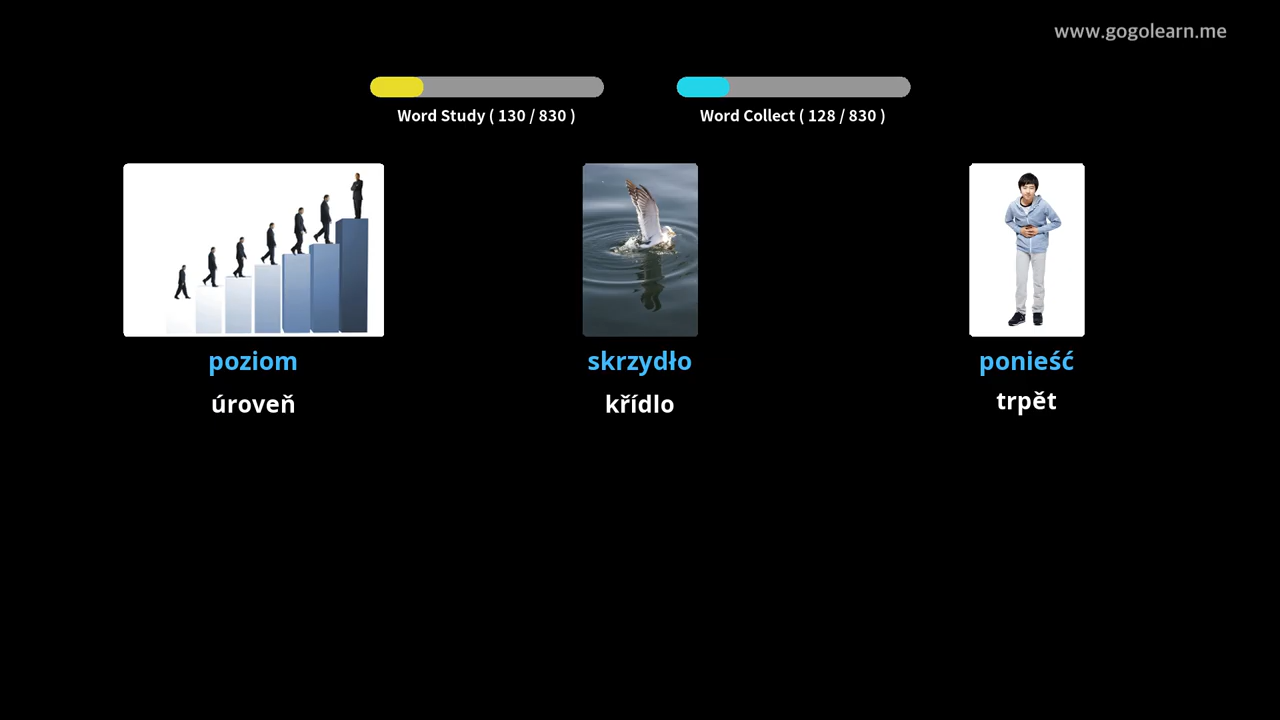 www.gogolearn.me
Word Study ( 130 / 830 )
Word Collect ( 128 / 830 )
poziom
skrzydło
ponieść
úroveň
křídlo
trpět